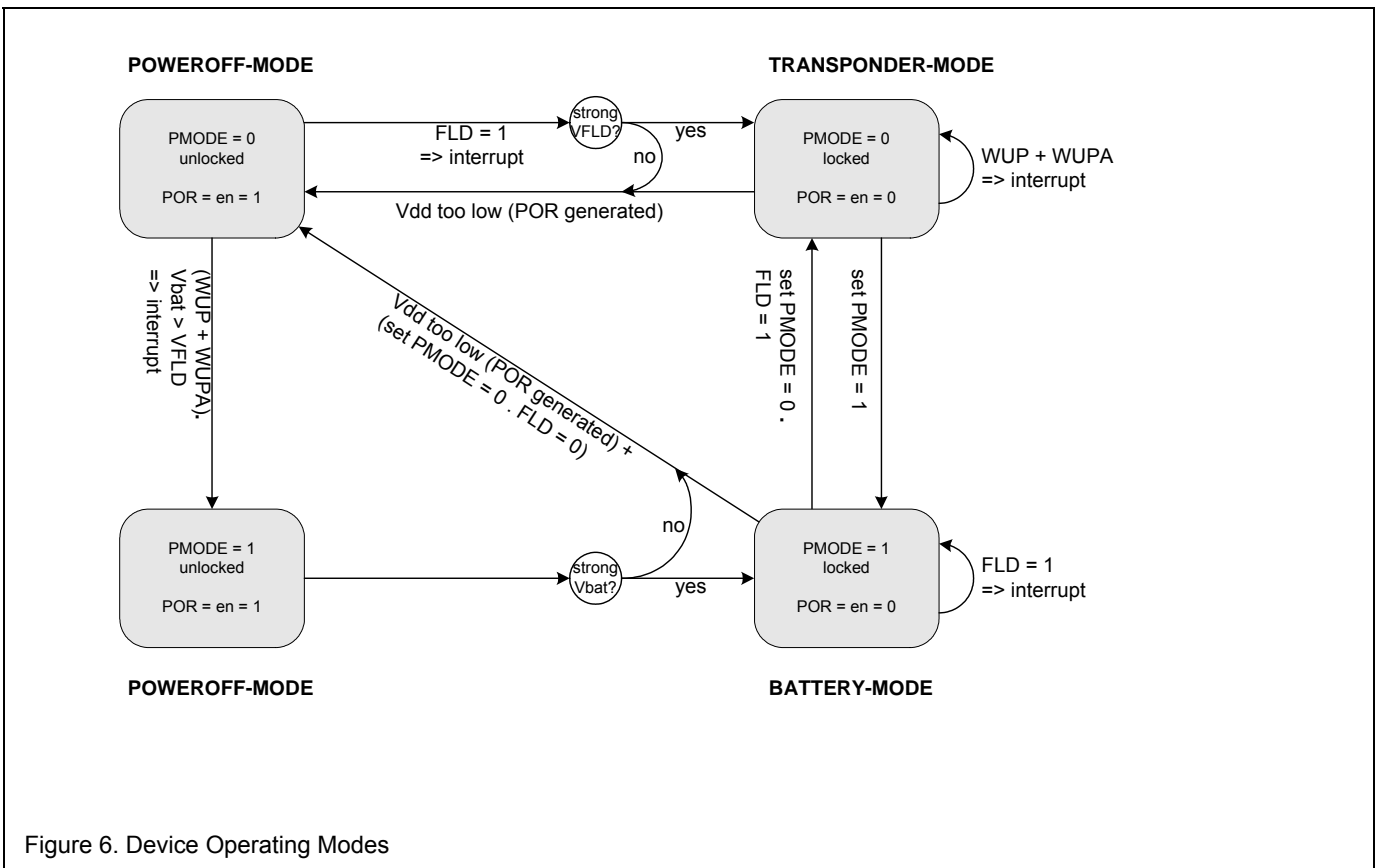 POWEROFF-MODE
TRANSPONDER-MODE
PMODE = 0
unlocked
POR = en = 1
FLD = 1
=> interrupt
strong
VFLD?
yes
no
Vdd too low (POR generated)
PMODE = 0
locked
POR = en = 0
WUP + WUPA
=> interrupt
(WUP + WUPA).
Vbat > VFLD
=> interrupt
Vdd too low (POR generated) +
(set PMODE = 0 . FLD = 0)
set PMODE = 0 .
FLD = 1
set PMODE = 1
PMODE = 1
unlocked
POR = en = 1
strong
Vbat?
no
yes
PMODE = 1
locked
POR = en = 0
FLD = 1
=> interrupt
POWEROFF-MODE
BATTERY-MODE
Figure 6. Device Operating Modes